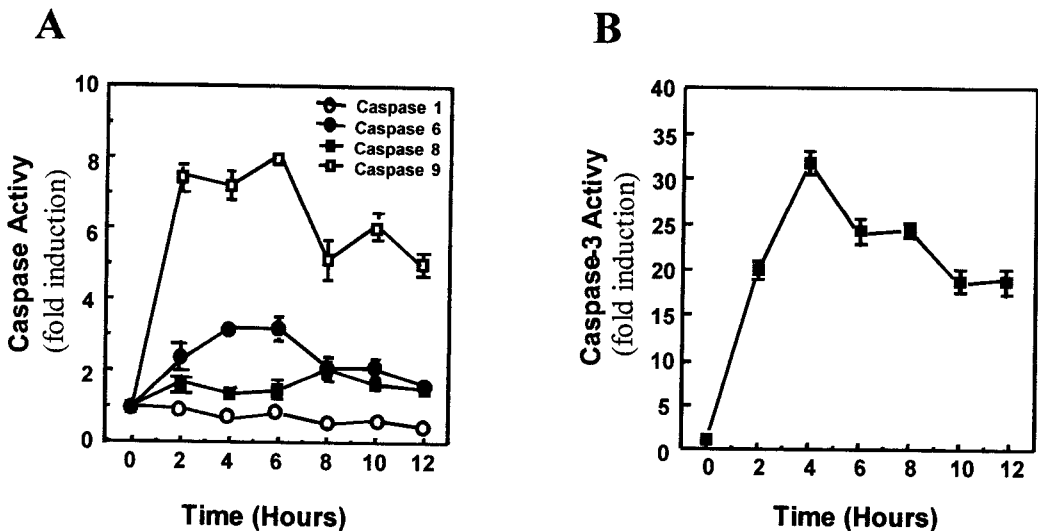 A
10
8
6
4
2
0
Caspase Activy
(fold induction)
Caspase 1
Caspase 6
Caspase 8
Caspase 9
0 2 4 6 8 10 12
Time (Hours)
B
40
35
30
25
20
15
10
5
0
Caspase-3 Activy
(fold induction)
0 2 4 6 8 10 12
Time (Hours)